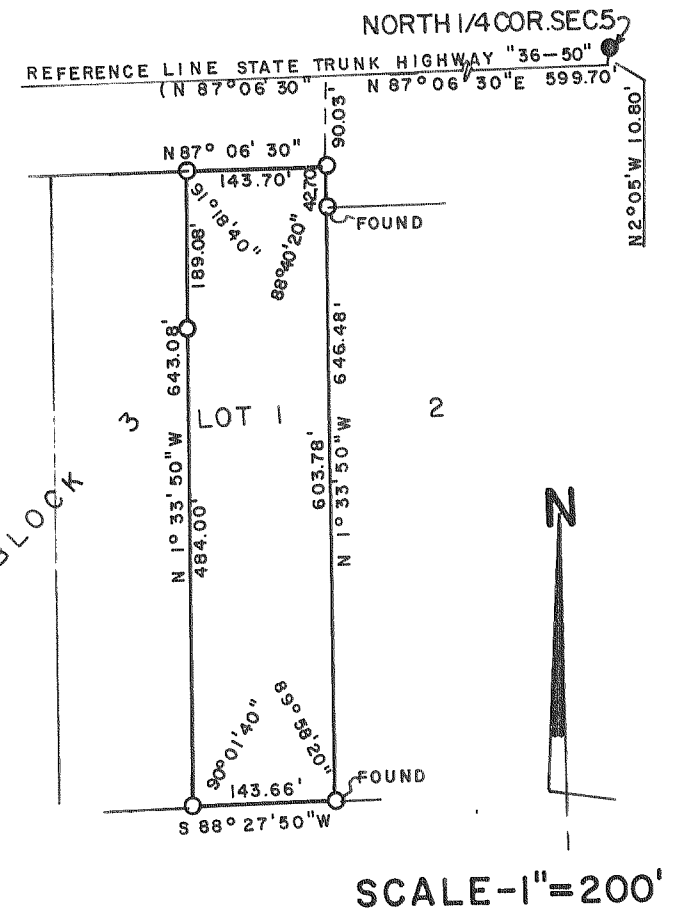 NORTH 1/4 COR. SEC 5
REFERENCE LINE STATE TRUNK HIGHWAY "36-50"
(N 87° 06' 30"
N 87° 06' 30"E 599.70'
90.03'
N 2° 05' W 10.80'
N 87° 06' 30"
143.70'
42.70
91° 18' 40"
88° 40' 20"
FOUND
189.08'
643.08'
646.48'
3
LOT 1
2
N 1° 33' 50" W
484.00'
603.78'
N 1° 33' 50" W
BLOCK
N
90° 01' 40"
89° 58' 20"
143.66'
FOUND
S 88° 27' 50" W
SCALE-1"=200'